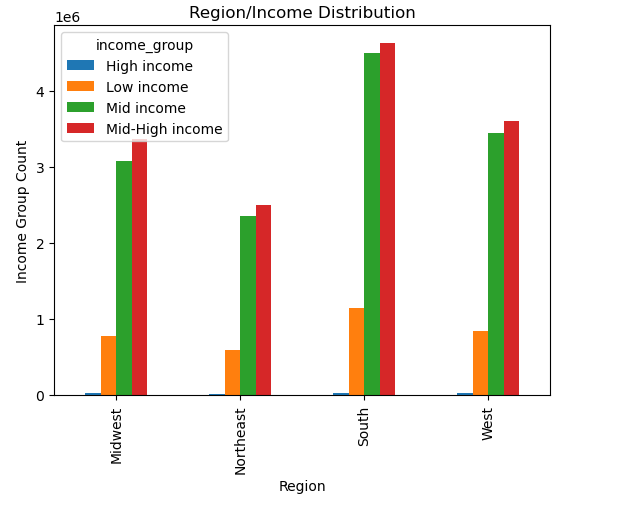 Region/Income Distribution
1e6
income_group
High income
Low income
Mid income
Mid-High income
Income Group Count
4
3
2
1
0
Midwest
Northeast
South
West
Region